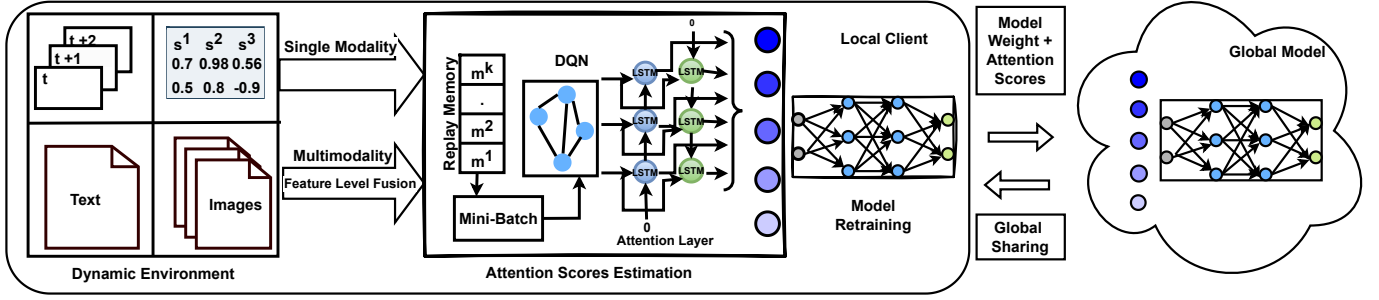 t +2
t +1
t
s1 s2 s3
0.7 0.98 0.56
0.5 0.8 -0.9
Text
Images
Dynamic Environment
Single Modality
Multimodality
Feature Level Fusion
Replay Memory
mk
.
m2
m1
Mini-Batch
DQN
0
LSTM
LSTM
LSTM
LSTM
LSTM
LSTM
0
Attention Layer
Attention Scores Estimation
Local Client
Model
Retraining
Model
Weight +
Attention
Scores
Global
Sharing
Global Model